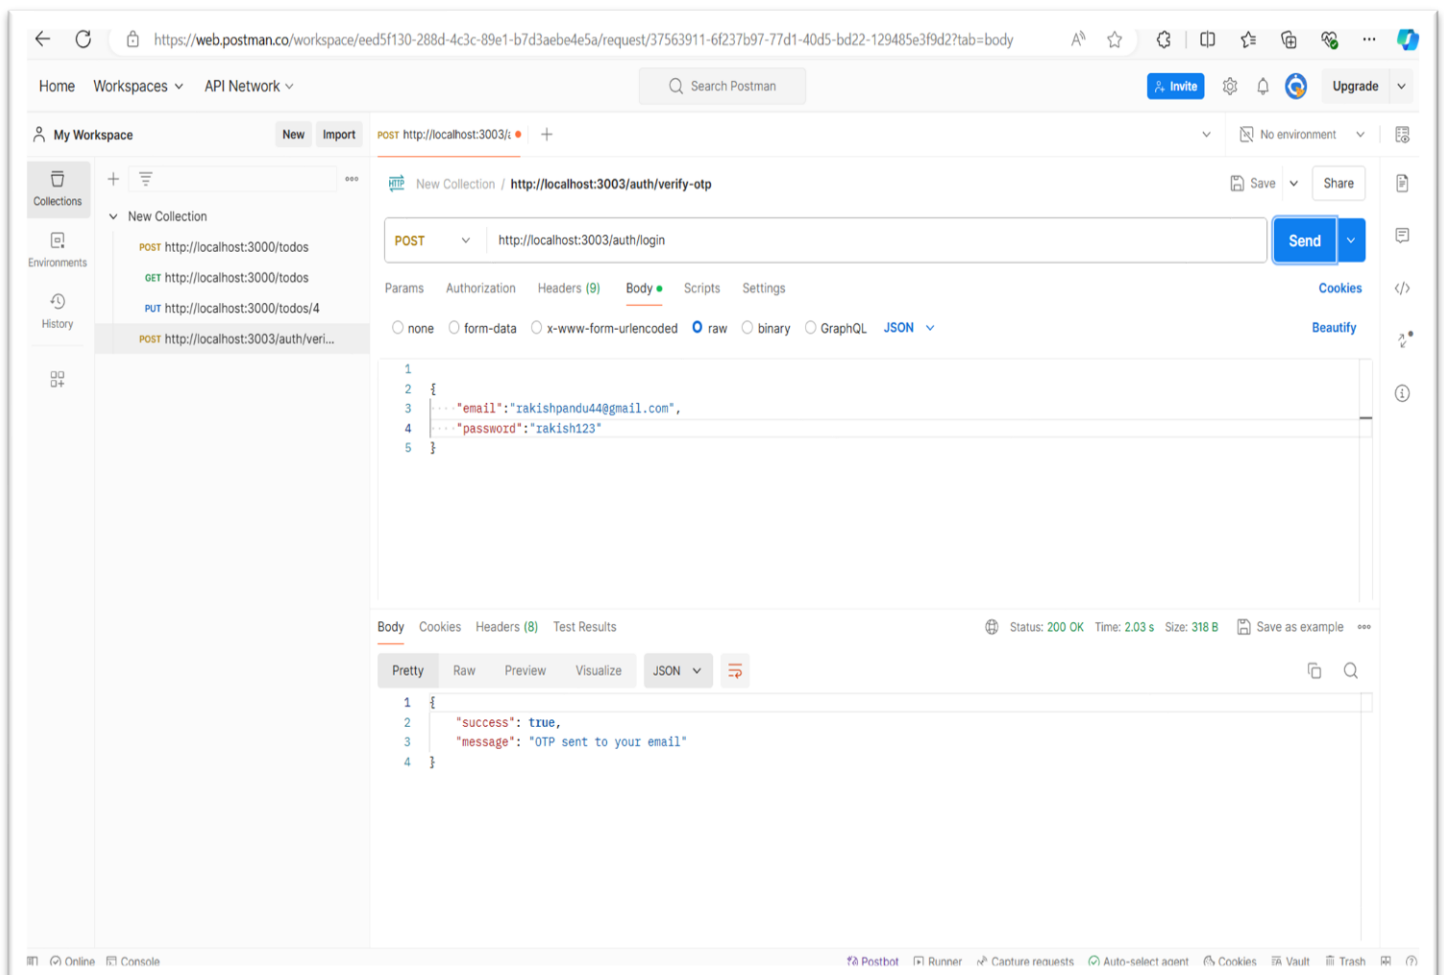 https://web.postman.co/workspace/eed5f130-288d-4c3c-89e1-b7d3aebe4e5a/request/37563911-6f237b97-77d1-40d5-bd22-129485e3f9d2?tab=body
Home Workspaces API Network Search Postman Invite Upgrade
My Workspace New Import POST http://localhost:3003/a No environment
Collections
Environments
History
New Collection
POST http://localhost:3000/todos
GET http://localhost:3000/todos
PUT http://localhost:3000/todos/4
POST http://localhost:3003/auth/veri...
HTTP New Collection / http://localhost:3003/auth/verify-otp Save Share
POST http://localhost:3003/auth/login Send
Params Authorization Headers (9) Body Scripts Settings Cookies
none form-data x-www-form-urlencoded raw binary GraphQL JSON Beautify
1
2 {
3 "email":"rakishpandu44@gmail.com",
4 "password":"rakish123"
5 }
Body Cookies Headers (8) Test Results Status: 200 OK Time: 2.03 s Size: 318 B Save as example
Pretty Raw Preview Visualize JSON
1 {
2 "success": true,
3 "message": "OTP sent to your email"
4 }
Online Console Postbot Runner Capture requests Auto-select agent Cookies Vault Trash